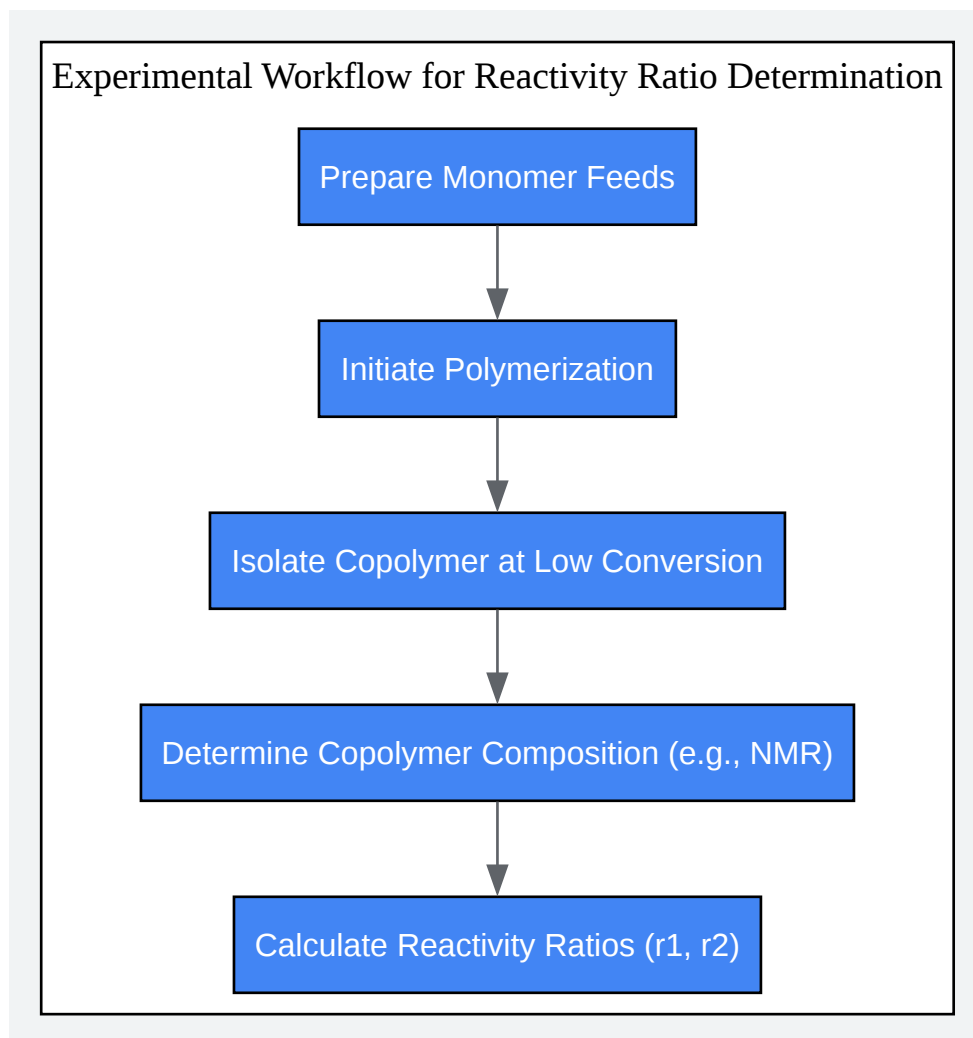 Experimental Workflow for Reactivity Ratio Determination
Prepare Monomer Feeds
Initiate Polymerization
Isolate Copolymer at Low Conversion
Determine Copolymer Composition (e.g., NMR)
Calculate Reactivity Ratios (r1, r2)